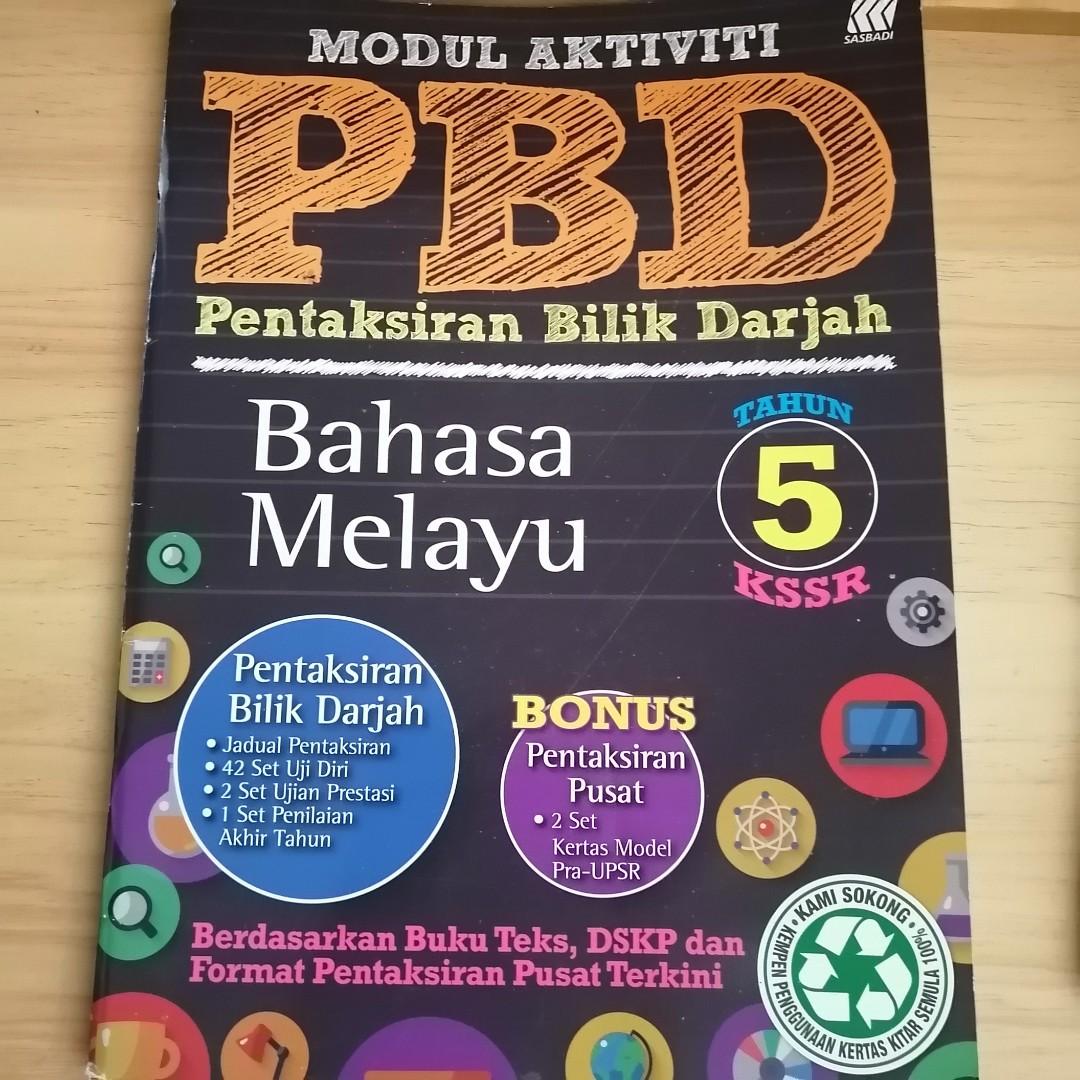 SASBADI
MODUL AKTIVITI
PBD
Pentaksiran Bilik Darjah
Bahasa
Melayu
TAHUN
5
KSSR
Pentaksiran
Bilik Darjah
• Jadual Pentaksiran
• 42 Set Uji Diri
• 2 Set Ujian Prestasi
• 1 Set Penilaian
Akhir Tahun
BONUS
Pentaksiran
Pusat
• 2 Set
Kertas Model
Pra-UPSR
Berdasarkan Buku Teks, DSKP dan
Format Pentaksiran Pusat Terkini
• KAMI SOKONG •
KEMPEN PENGGUNAAN KERTAS KITAR SEMULA 100%